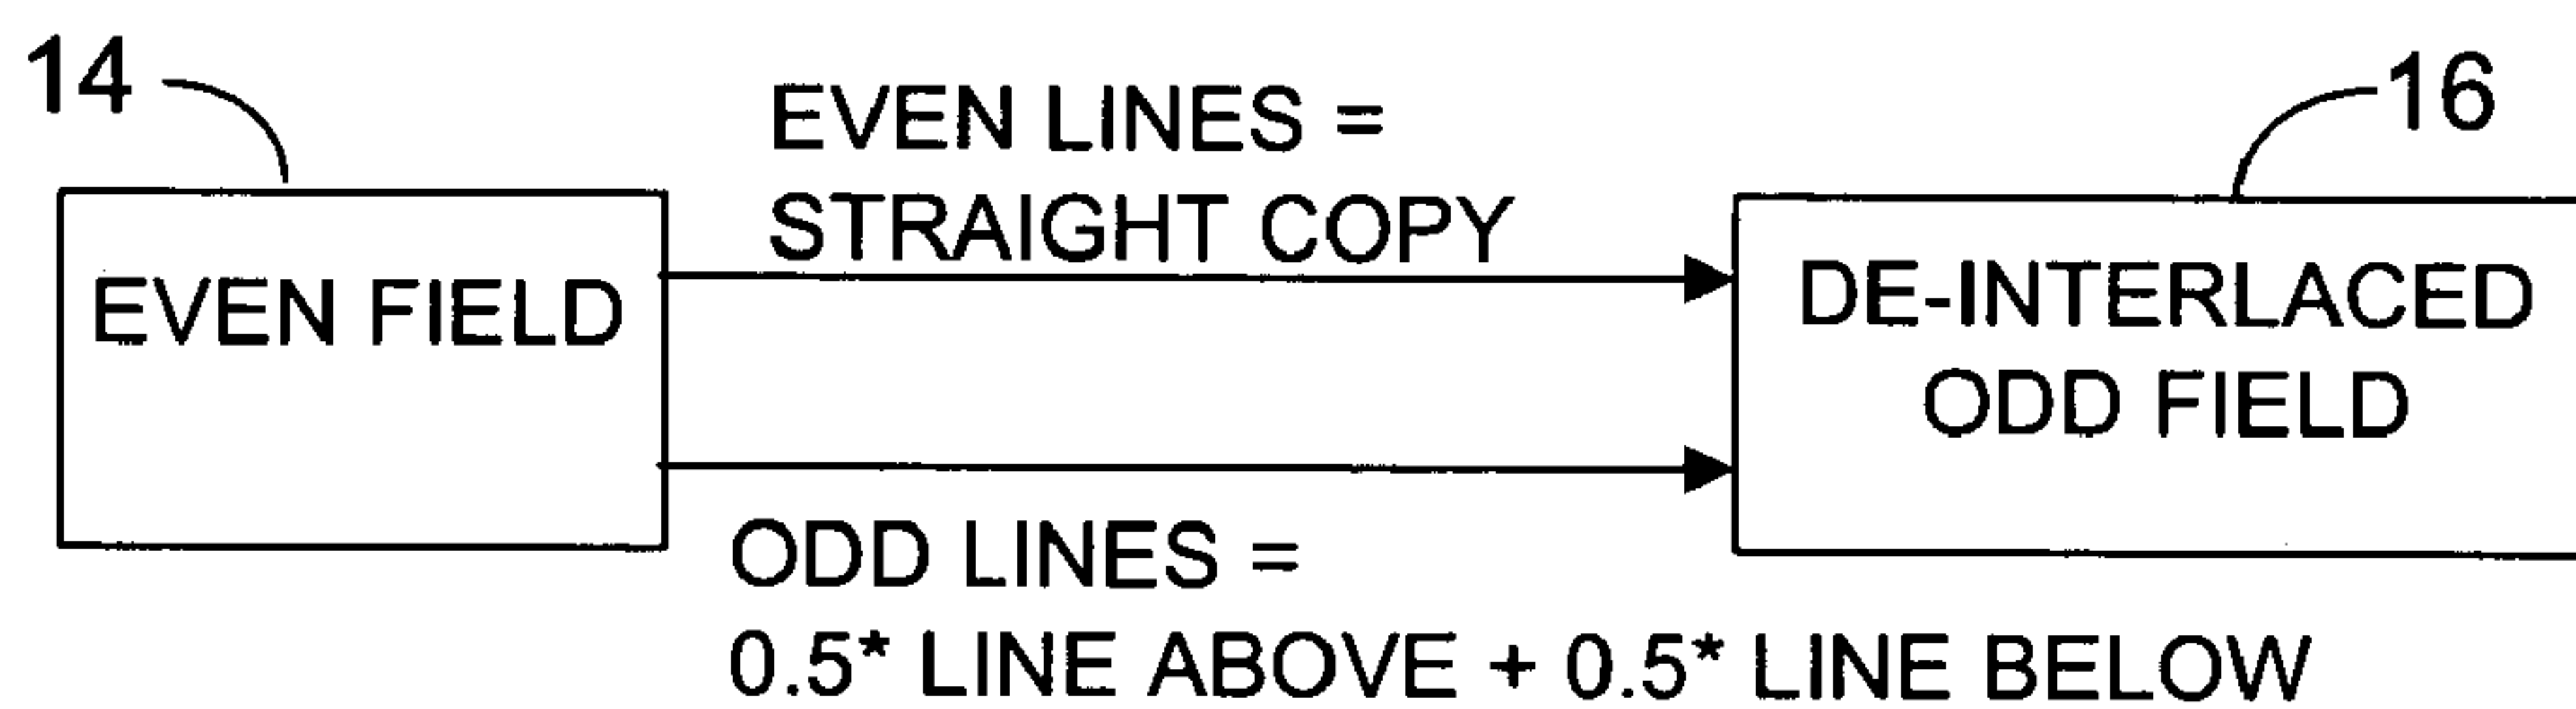 14
EVEN LINES =
STRAIGHT COPY
16
EVEN FIELD
DE-INTERLACED
ODD FIELD
ODD LINES =
0.5* LINE ABOVE + 0.5* LINE BELOW